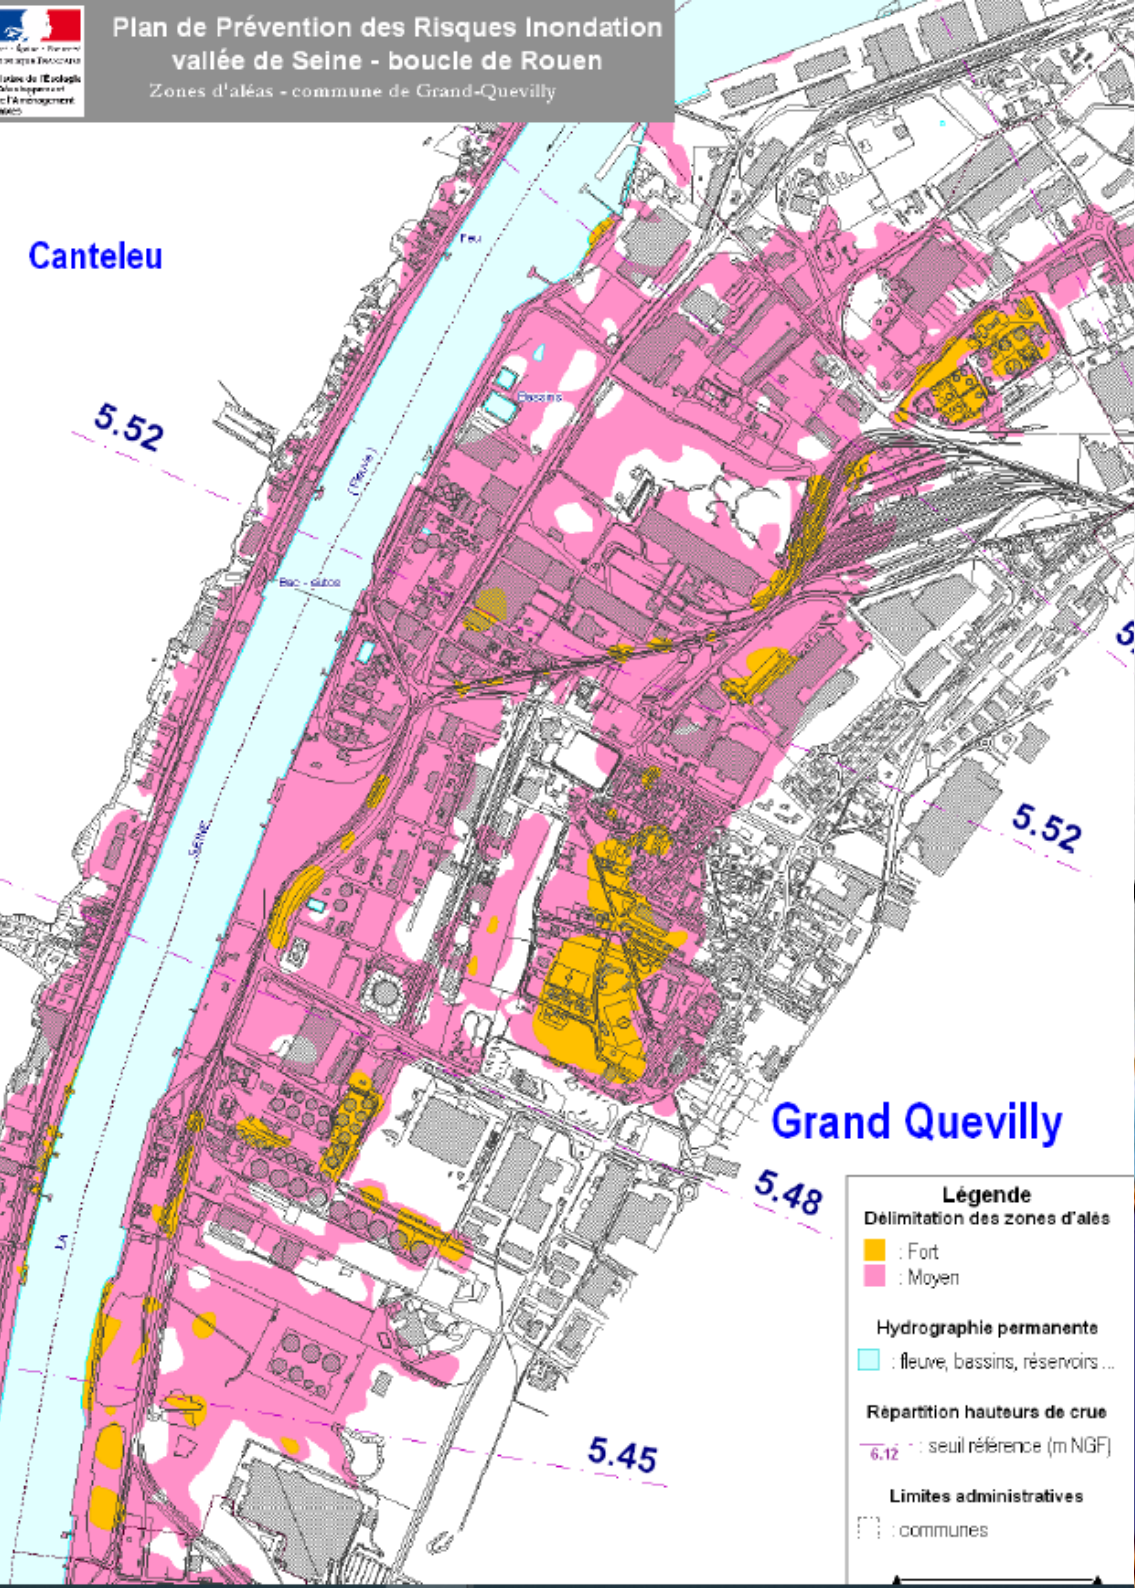 Plan de Prévention des Risques Inondation
vallée de Seine - boucle de Rouen
Zones d'aléas - commune de Grand-Quevilly
Canteleu
Feu
5.52
Bassins
(Fleuve)
Bac - autos
5.52
SEINE
Grand Quevilly
5.48
LA
5.45
Légende
Délimitation des zones d'alés
: Fort
: Moyen
Hydrographie permanente
: fleuve, bassins, réservoirs ...
Répartition hauteurs de crue
6.12 : seuil référence (m NGF)
Limites administratives
: communes